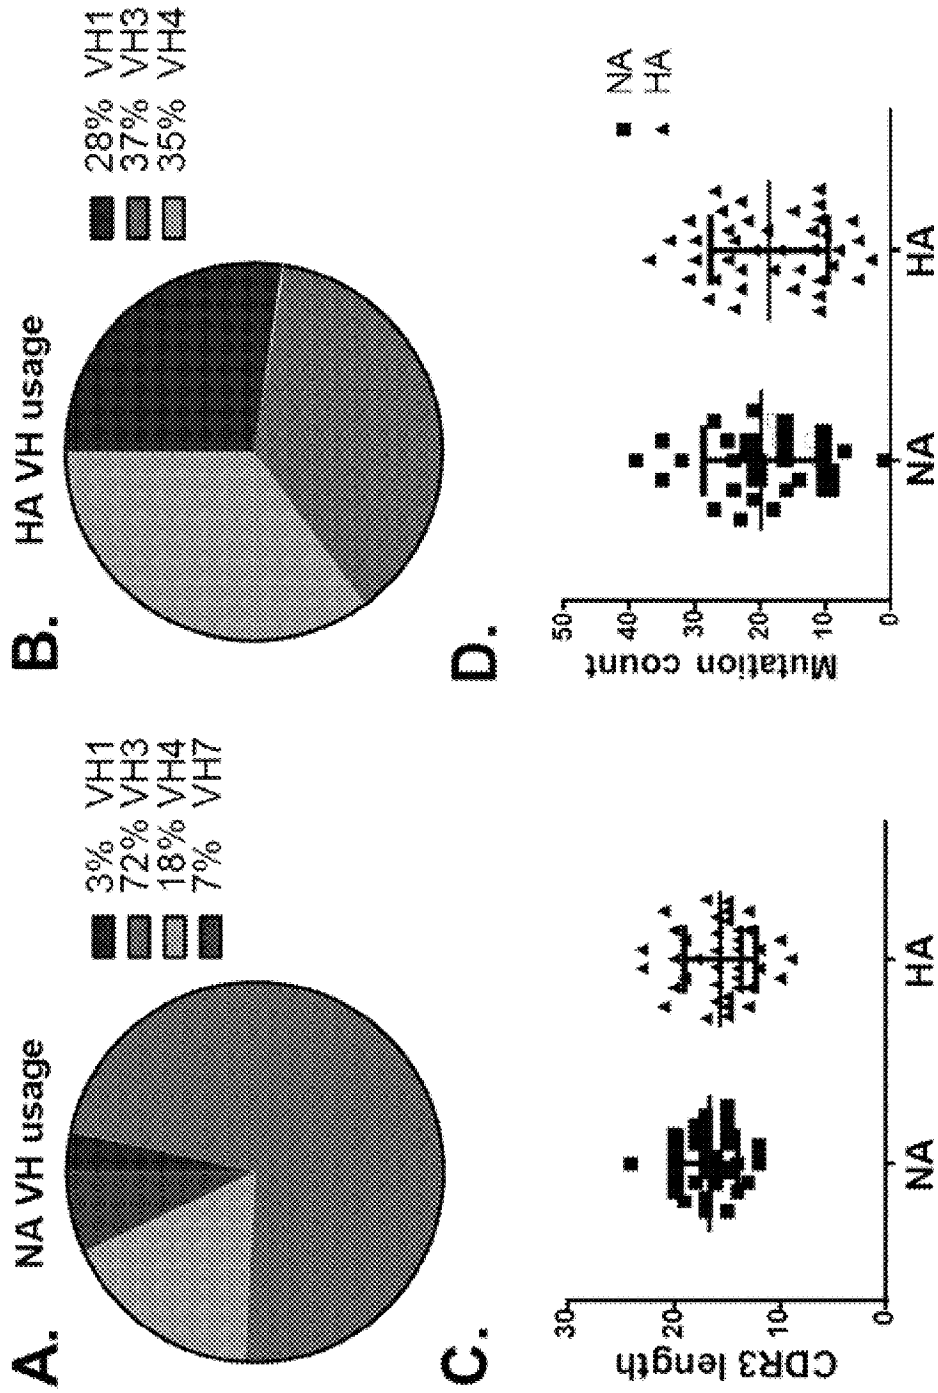 A.
NA VH usage
3% VH1
72% VH3
18% VH4
7% VH7
B.
HA VH usage
28% VH1
37% VH3
35% VH4
C.
CDR3 length
30
20
10
0
NA
HA
D.
Mutation count
50
40
30
20
10
0
NA
HA
NA
HA